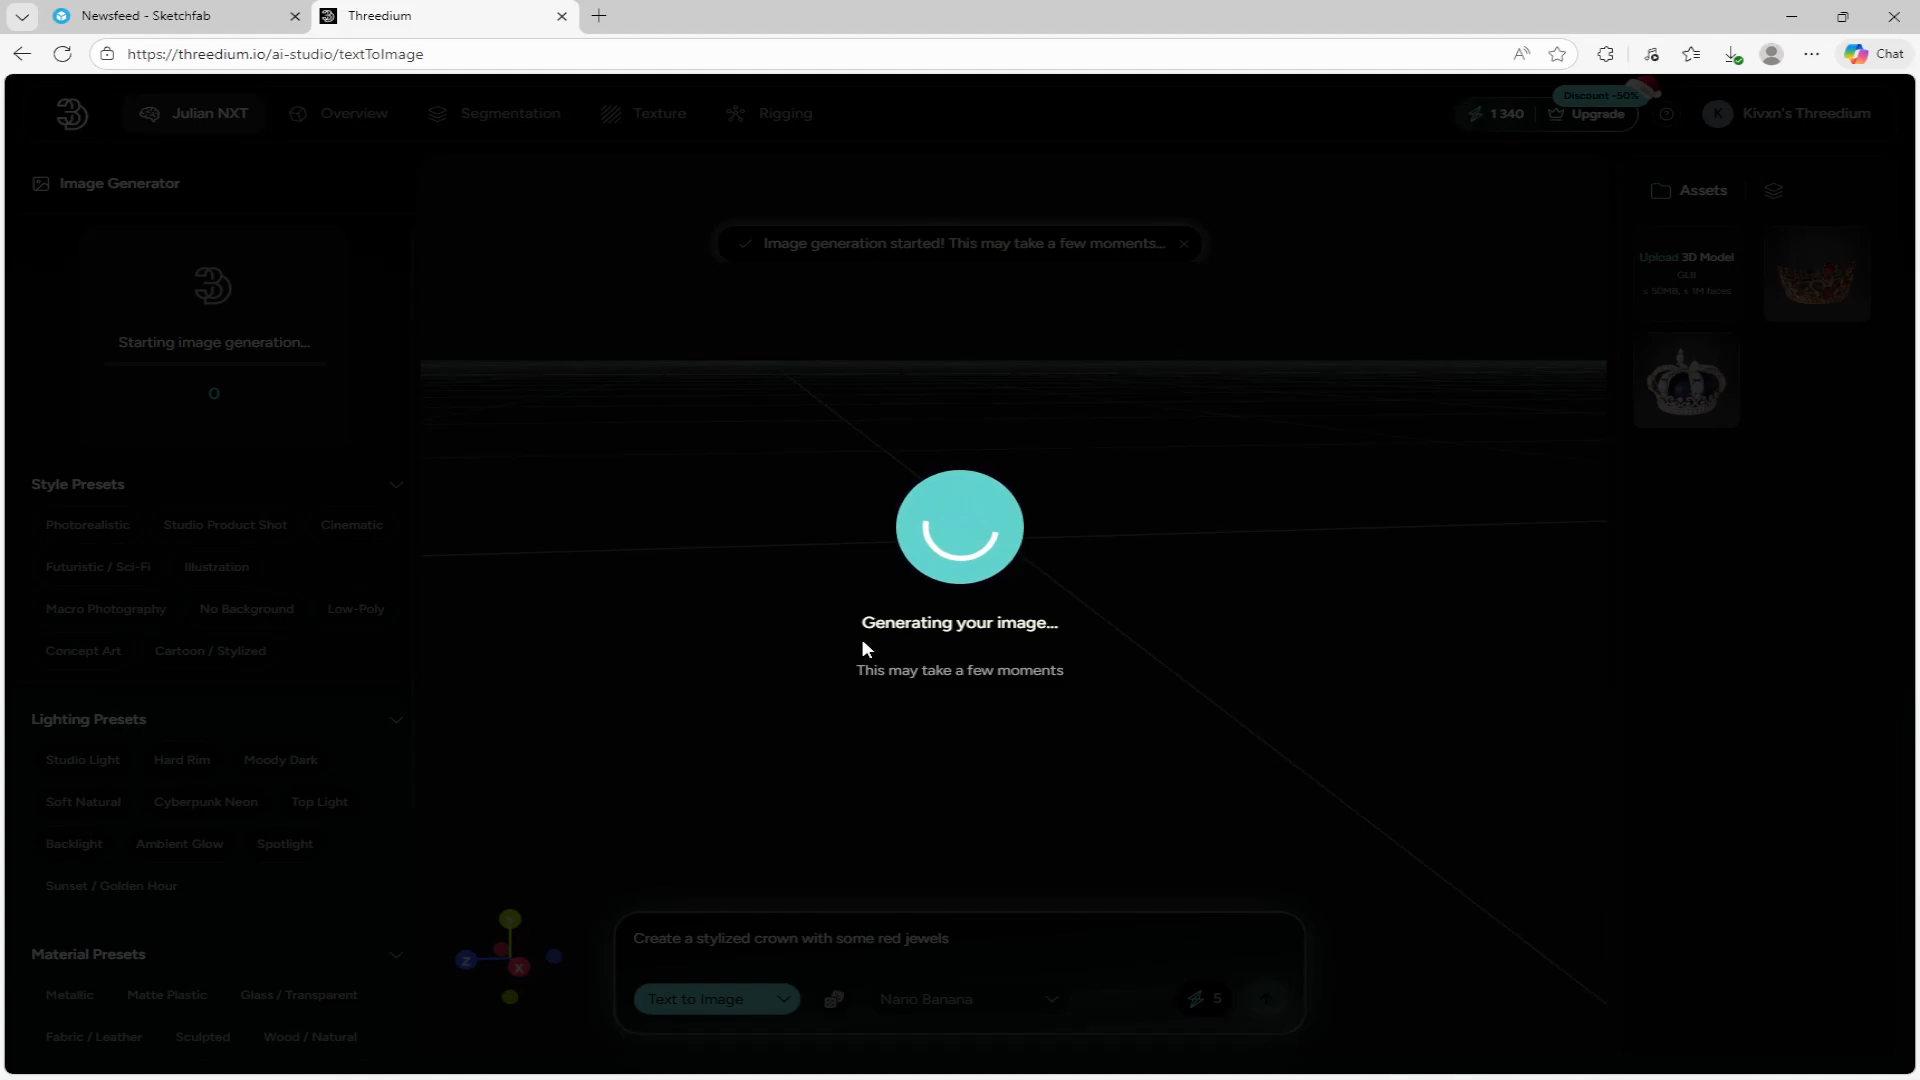 Newsfeed - Sketchfab
Threedium
https://threedium.io/ai-studio/textToImage
Chat
Julian NXT
Overview
Segmentation
Texture
Rigging
1 340
Discount -50%
Upgrade
K
Kivxn's Threedium
Image Generator
Assets
Image generation started! This may take a few moments...
Upload 3D Model
GLB
≤ 50MB, ≤ 1M faces
Starting image generation...
0
Style Presets
Photorealistic
Studio Product Shot
Cinematic
Futuristic / Sci-Fi
Illustration
Macro Photography
No Background
Low-Poly
Concept Art
Cartoon / Stylized
Generating your image...
This may take a few moments
Lighting Presets
Studio Light
Hard Rim
Moody Dark
Soft Natural
Cyberpunk Neon
Top Light
Backlight
Ambient Glow
Spotlight
Sunset / Golden Hour
Material Presets
Metallic
Matte Plastic
Glass / Transparent
Fabric / Leather
Sculpted
Wood / Natural
Z
X
Create a stylized crown with some red jewels
Text to Image
Nano Banana
5